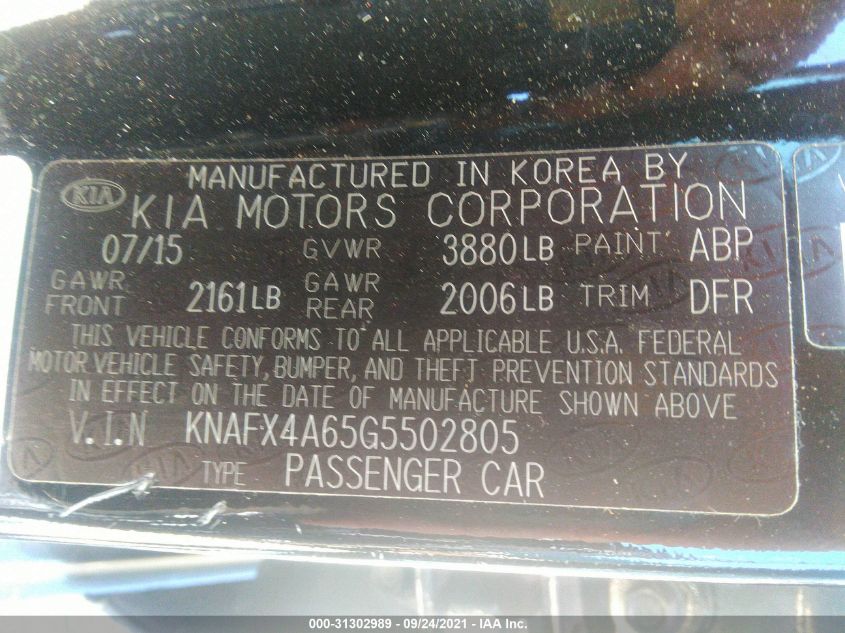 MANUFACTURED IN KOREA BY
KIA KIA MOTORS CORPORATION
07/15 GVWR 3880LB PAINT ABP
GAWR FRONT 2161LB GAWR REAR 2006LB TRIM DFR
THIS VEHICLE CONFORMS TO ALL APPLICABLE U.S.A. FEDERAL
MOTOR VEHICLE SAFETY, BUMPER, AND THEFT PREVENTION STANDARDS
IN EFFECT ON THE DATE OF MANUFACTURE SHOWN ABOVE
V.I.N KNAFX4A65G5502805
TYPE PASSENGER CAR
000-31302989 - 09/24/2021 - IAA Inc.